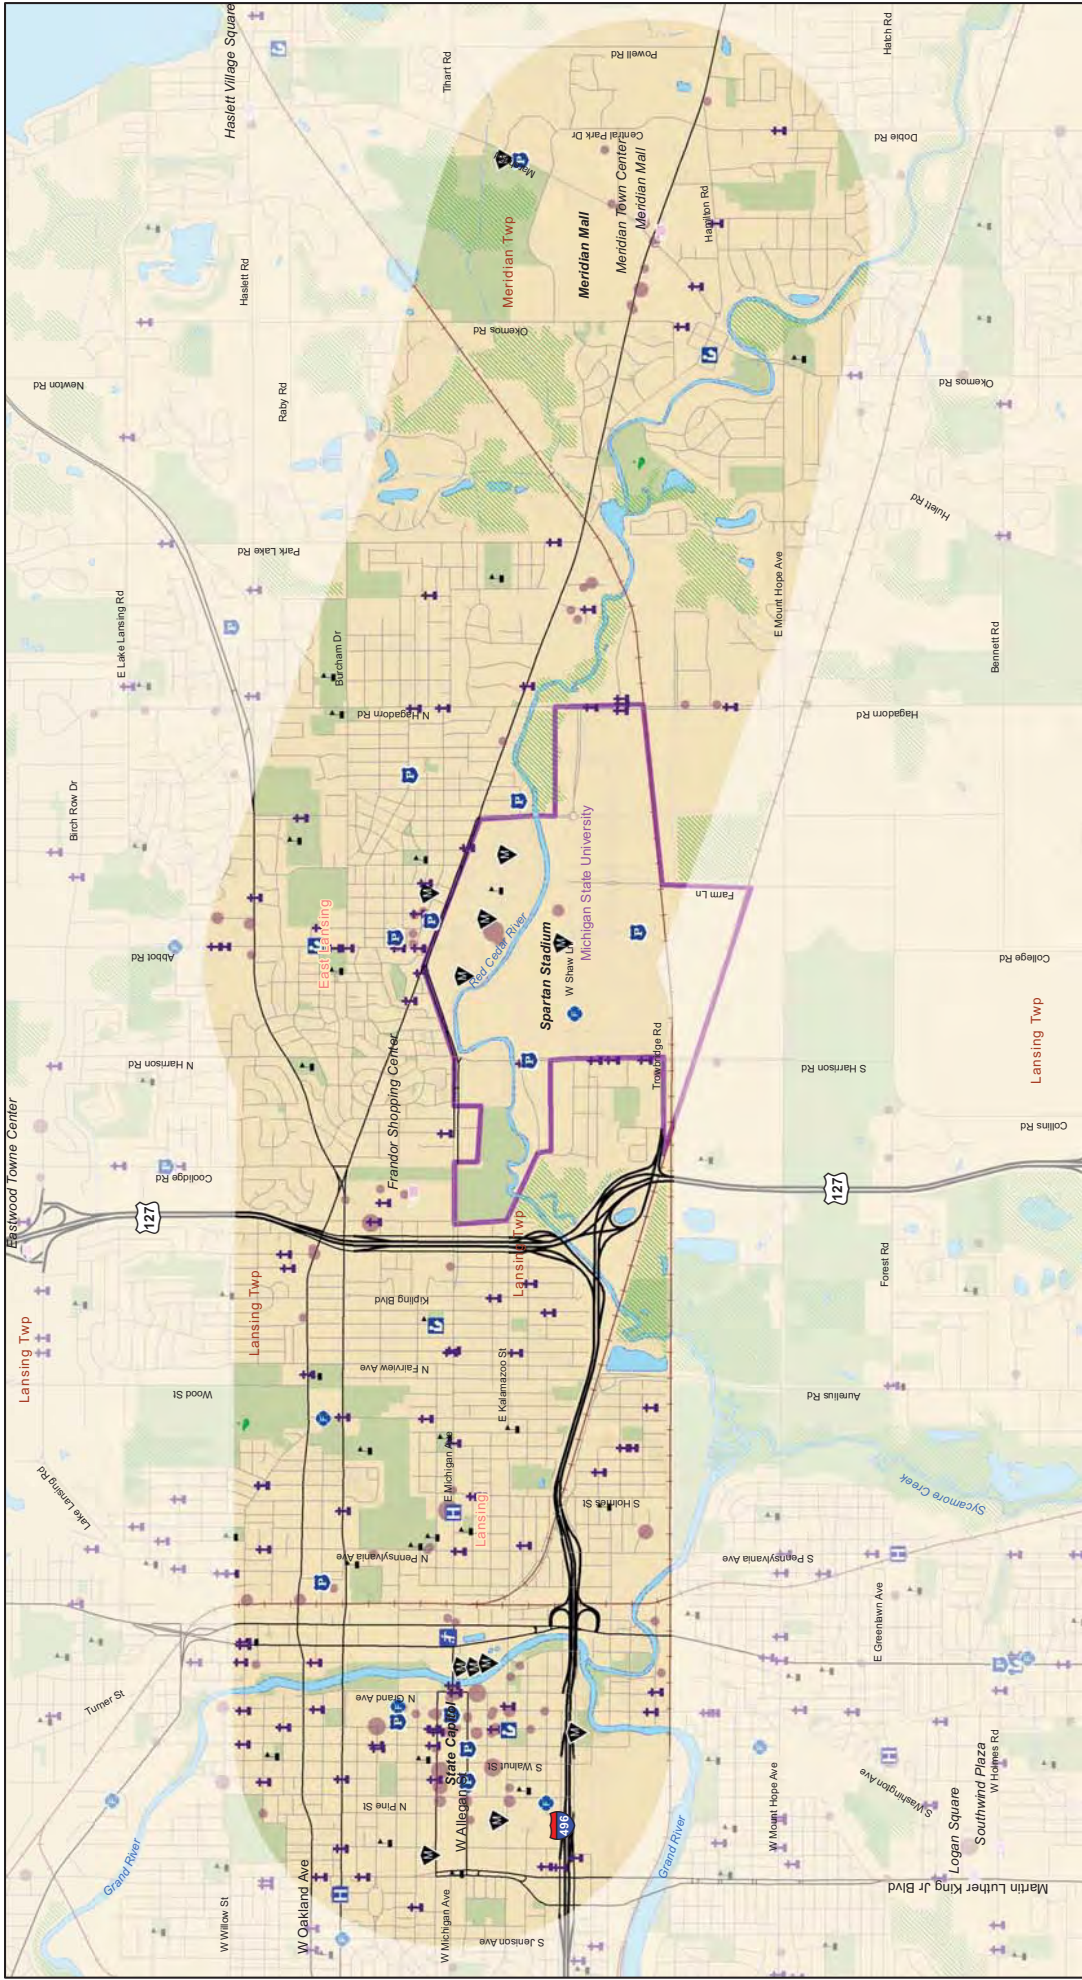 Haslett Village Square
Hatch Rd
Powell Rd
Tihart Rd
Central Park Dr
Dobie Rd
Meridian Town Center
Meridian Mall
Meridian Mall
Hamilton Rd
Meridian Twp
Haslett Rd
Okemos Rd
Okemos Rd
Newton Rd
Raby Rd
Hulett Rd
Park Lake Rd
E Mount Hope Ave
E Lake Lansing Rd
Burcham Dr
Bennett Rd
N Hagadorn Rd
Hagadorn Rd
Birch Row Dr
Michigan State University
Farm Ln
East Lansing
Red Cedar River
Abbot Rd
Spartan Stadium
W Shaw Ln
College Rd
Lansing Twp
N Harrison Rd
Frandor Shopping Center
Trowbridge Rd
S Harrison Rd
Collins Rd
Eastwood Towne Center
Coolidge Rd
127
127
Lansing Twp
Forest Rd
Lansing Twp
Lansing Twp
Kipling Blvd
N Fairview Ave
E Kalamazoo St
Wood St
Aurelius Rd
E Michigan Ave
Lake Lansing Rd
S Holmes St
Sycamore Creek
Lansing
N Pennsylvania Ave
S Pennsylvania Ave
E Greenlawn Ave
Turner St
N Grand Ave
State Capitol
S Walnut St
W Holmes Rd
N Pine St
W Allegan St
W Mount Hope Ave
S Washington Ave
Southwind Plaza
Logan Square
496
Grand River
Grand River
Martin Luther King Jr Blvd
W Oakland Ave
W Willow St
W Michigan Ave
S Jenison Ave